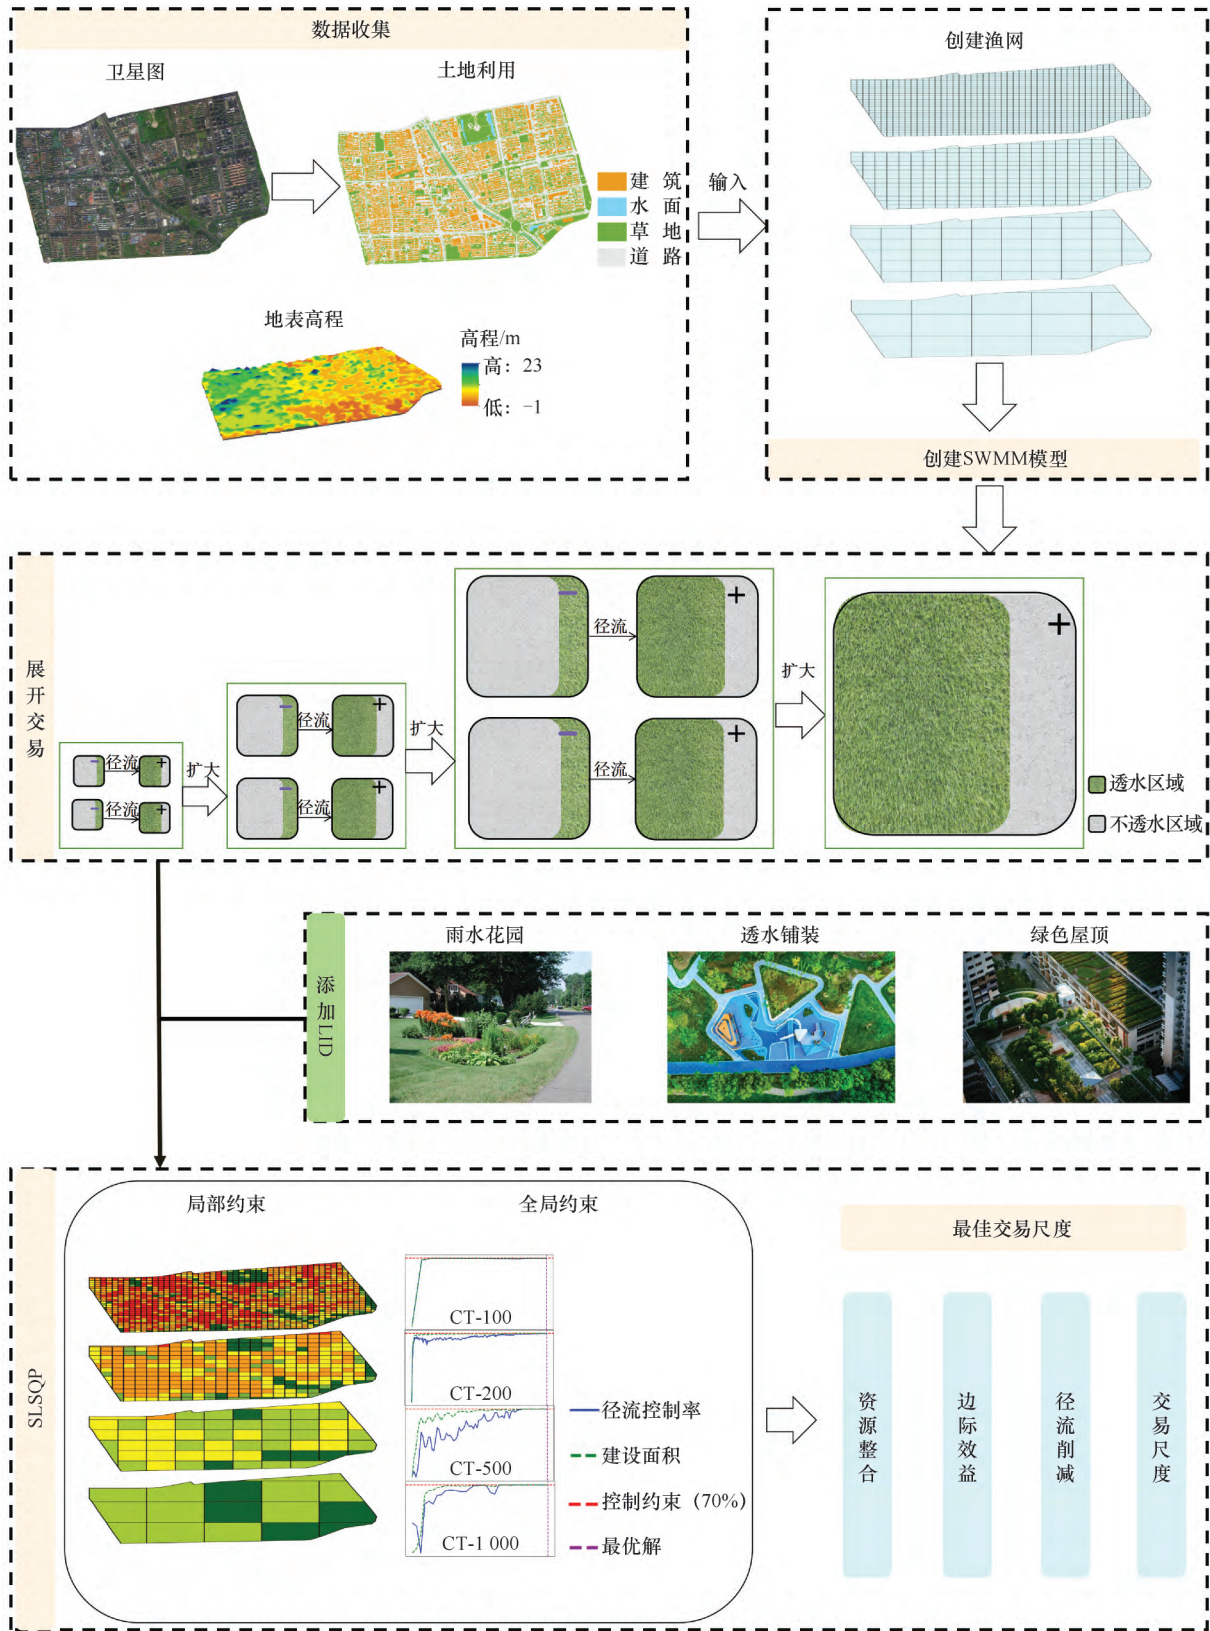 数据收集
卫星图
土地利用
建 筑
水 面
草 地
道 路
地表高程
高程/m
高：23
低：-1
输入
创建渔网
创建SWMM模型
展开交易
径流
径流
扩大
径流
径流
扩大
径流
径流
扩大
透水区域
不透水区域
添加LID
雨水花园
透水铺装
绿色屋顶
SLSQP
局部约束
全局约束
CT-100
CT-200
CT-500
CT-1 000
径流控制率
建设面积
控制约束（70%）
最优解
最佳交易尺度
资源整合
边际效益
径流削减
交易尺度